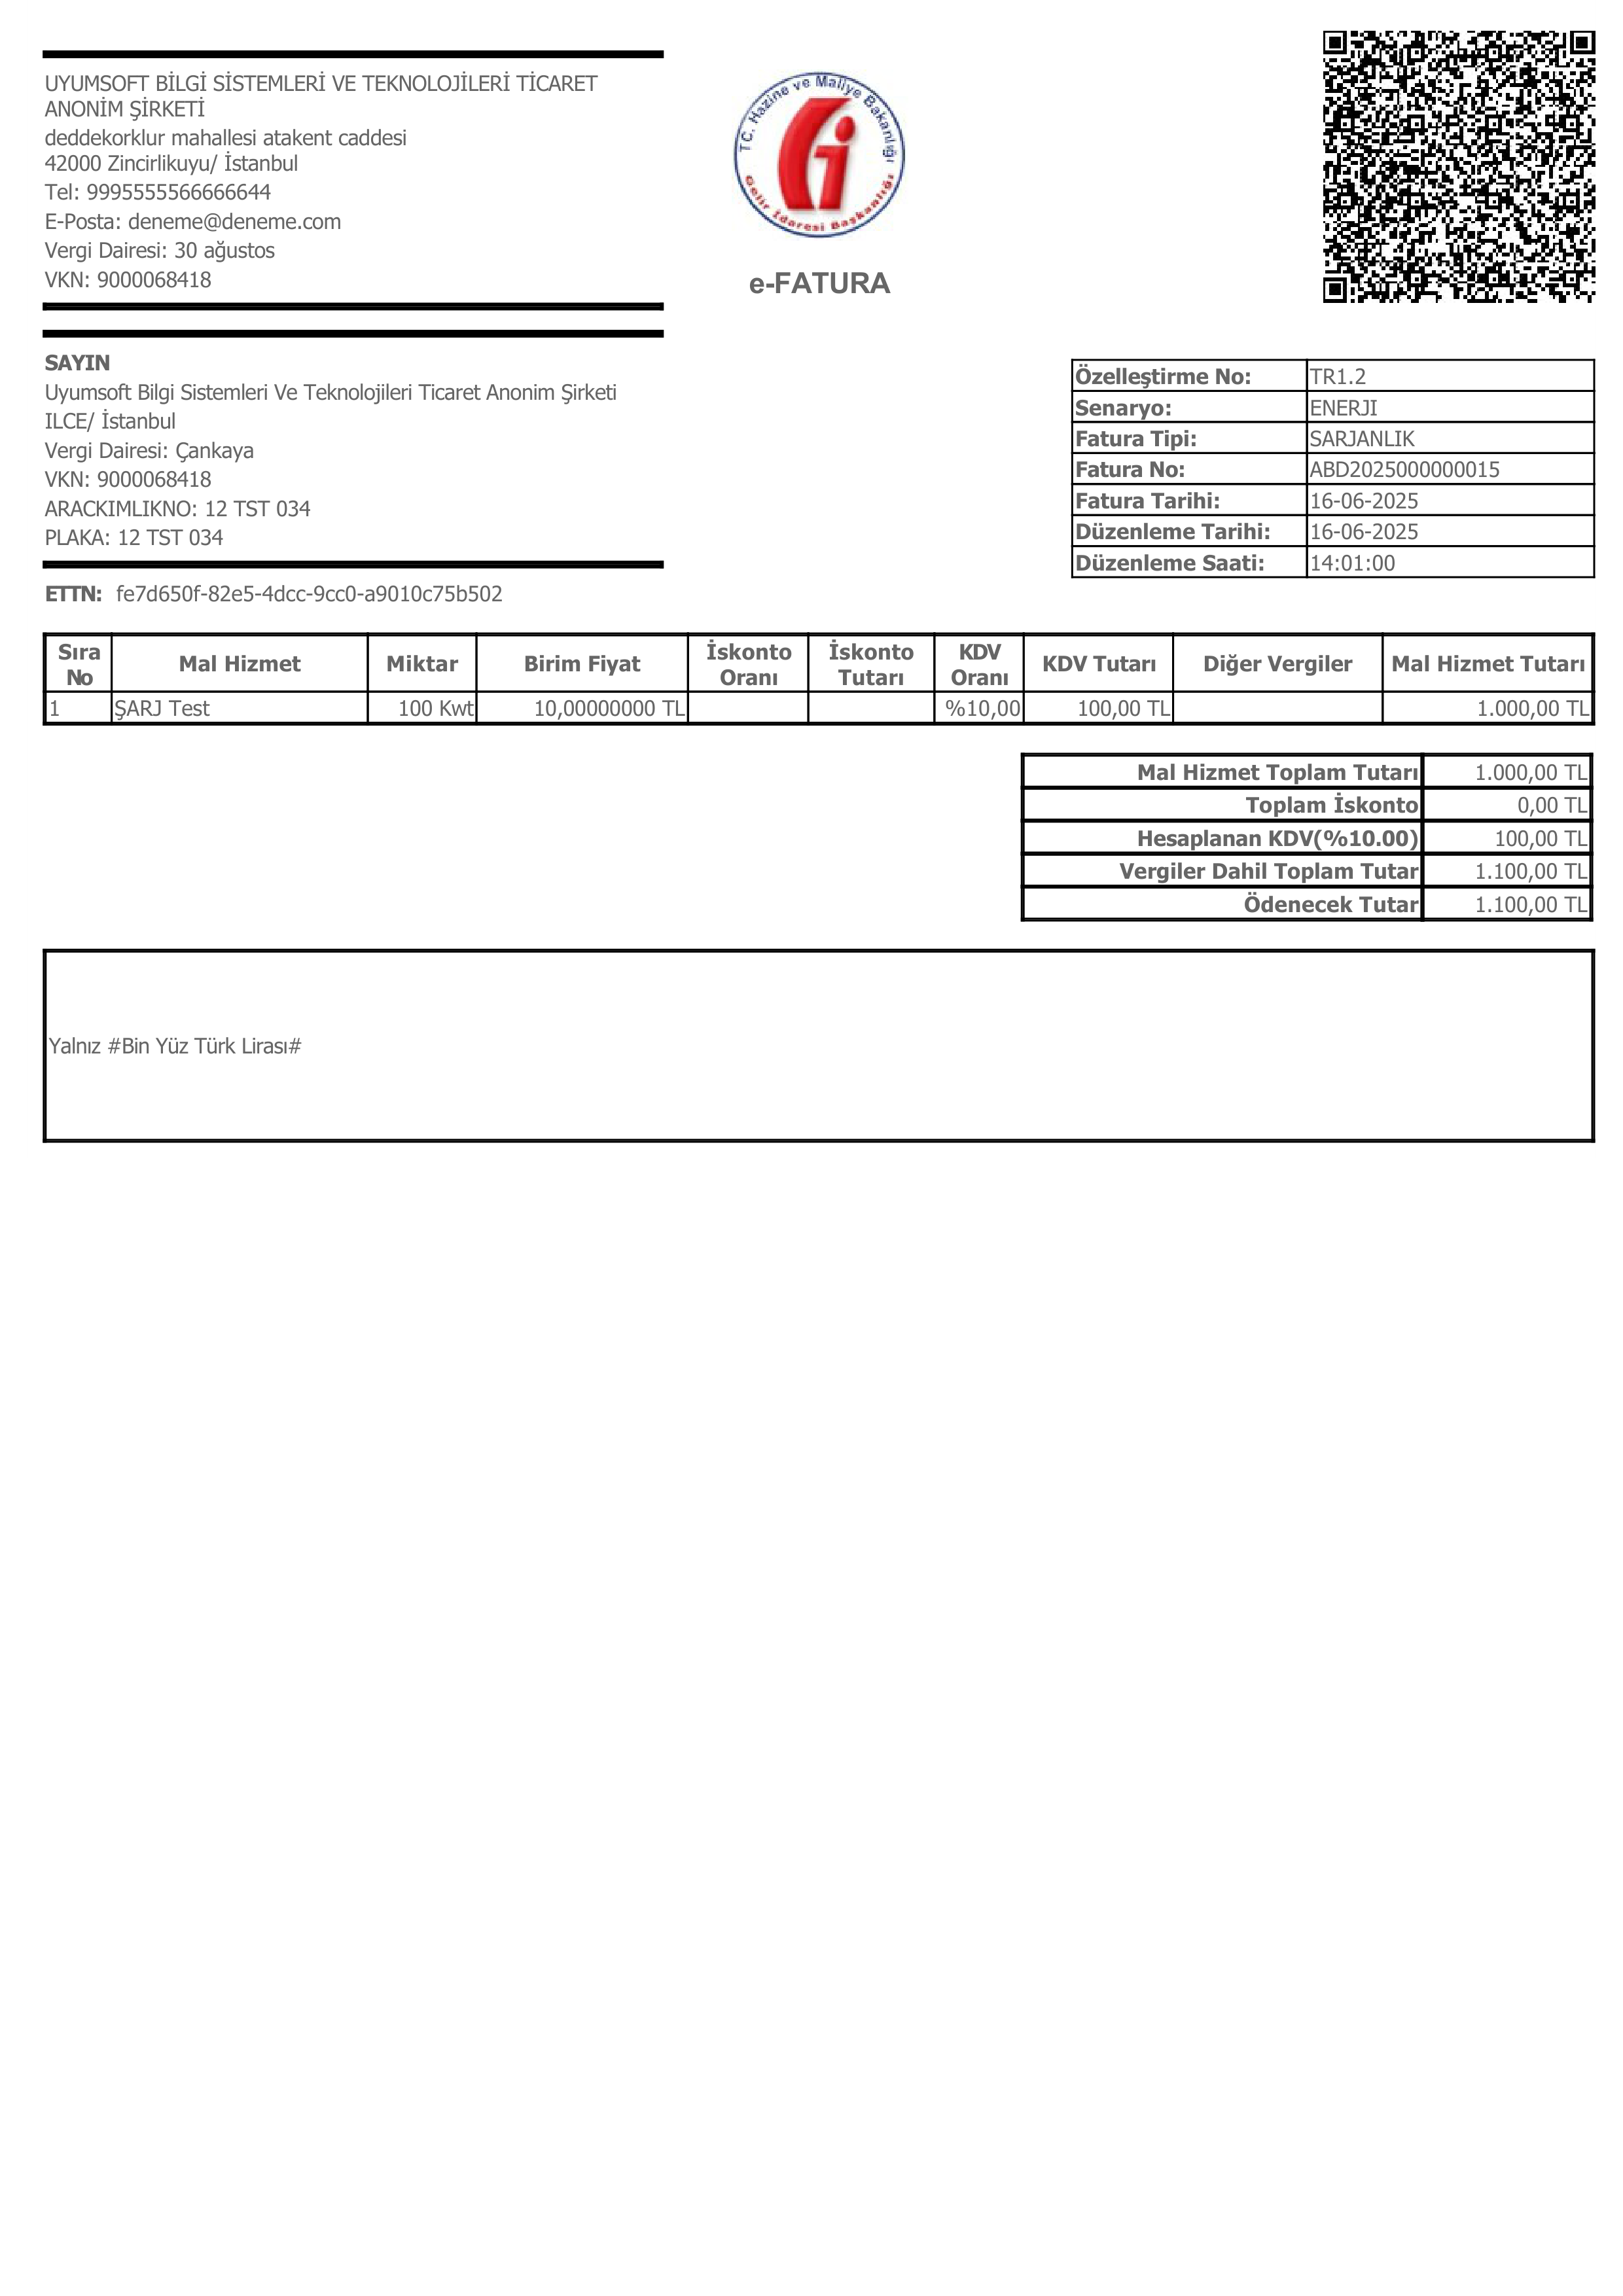 UYUMSOFT BİLGİ SİSTEMLERİ VE TEKNOLOJİLERİ TİCARET
ANONİM ŞİRKETİ
deddekorklur mahallesi atakent caddesi
42000 Zincirlikuyu/ İstanbul
Tel: 9995555566666644
E-Posta: deneme@deneme.com
Vergi Dairesi: 30 ağustos
VKN: 9000068418
TC. Hazine ve Maliye Bakanlığı
Gelir İdaresi Başkanlığı
e-FATURA
SAYIN
Uyumsoft Bilgi Sistemleri Ve Teknolojileri Ticaret Anonim Şirketi
ILCE/ İstanbul
Vergi Dairesi: Çankaya
VKN: 9000068418
ARACKIMLIKNO: 12 TST 034
PLAKA: 12 TST 034
Özelleştirme No: TR1.2
Senaryo: ENERJI
Fatura Tipi: SARJANLIK
Fatura No: ABD2025000000015
Fatura Tarihi: 16-06-2025
Düzenleme Tarihi: 16-06-2025
Düzenleme Saati: 14:01:00
ETTN: fe7d650f-82e5-4dcc-9cc0-a9010c75b502
Sıra No Mal Hizmet Miktar Birim Fiyat İskonto Oranı İskonto Tutarı KDV Oranı KDV Tutarı Diğer Vergiler Mal Hizmet Tutarı
1 ŞARJ Test 100 Kwt 10,00000000 TL %10,00 100,00 TL 1.000,00 TL
Mal Hizmet Toplam Tutarı 1.000,00 TL
Toplam İskonto 0,00 TL
Hesaplanan KDV(%10.00) 100,00 TL
Vergiler Dahil Toplam Tutar 1.100,00 TL
Ödenecek Tutar 1.100,00 TL
Yalnız #Bin Yüz Türk Lirası#